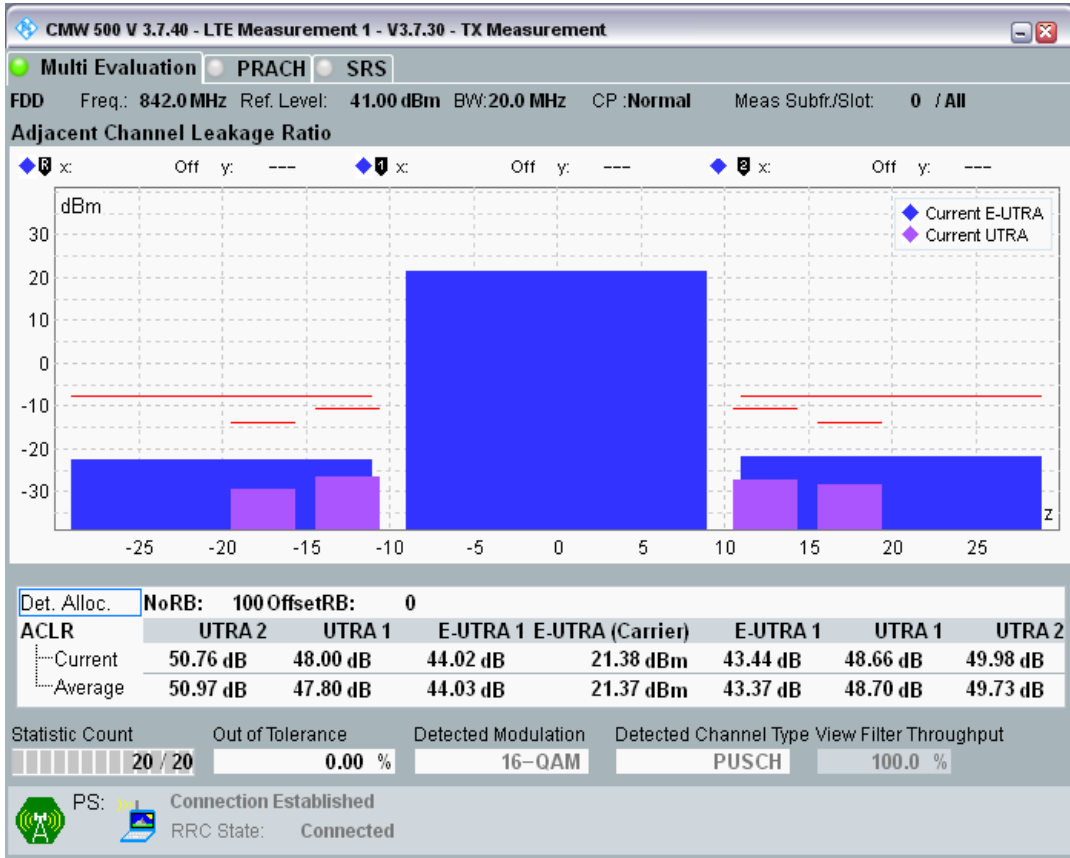 CMW 500 V 3.7.40 - LTE Measurement 1 - V3.7.30 - TX Measurement
Multi Evaluation PRACH SRS
FDD Freq.: 842.0 MHz Ref. Level: 41.00 dBm BW: 20.0 MHz CP :Normal Meas Subfr./Slot: 0 / All
Adjacent Channel Leakage Ratio
R x: Off y: --- 1 x: Off y: --- 2 x: Off y: ---
dBm
Current E-UTRA
Current UTRA
30
20
10
0
-10
-20
-30
z
-25 -20 -15 -10 -5 0 5 10 15 20 25
Det. Alloc. NoRB: 100 OffsetRB: 0
ACLR UTRA 2 UTRA 1 E-UTRA 1 E-UTRA (Carrier) E-UTRA 1 UTRA 1 UTRA 2
Current 50.76 dB 48.00 dB 44.02 dB 21.38 dBm 43.44 dB 48.66 dB 49.98 dB
Average 50.97 dB 47.80 dB 44.03 dB 21.37 dBm 43.37 dB 48.70 dB 49.73 dB
Statistic Count Out of Tolerance Detected Modulation Detected Channel Type View Filter Throughput
20 / 20 0.00 % 16-QAM PUSCH 100.0 %
PS: Connection Established
RRC State: Connected